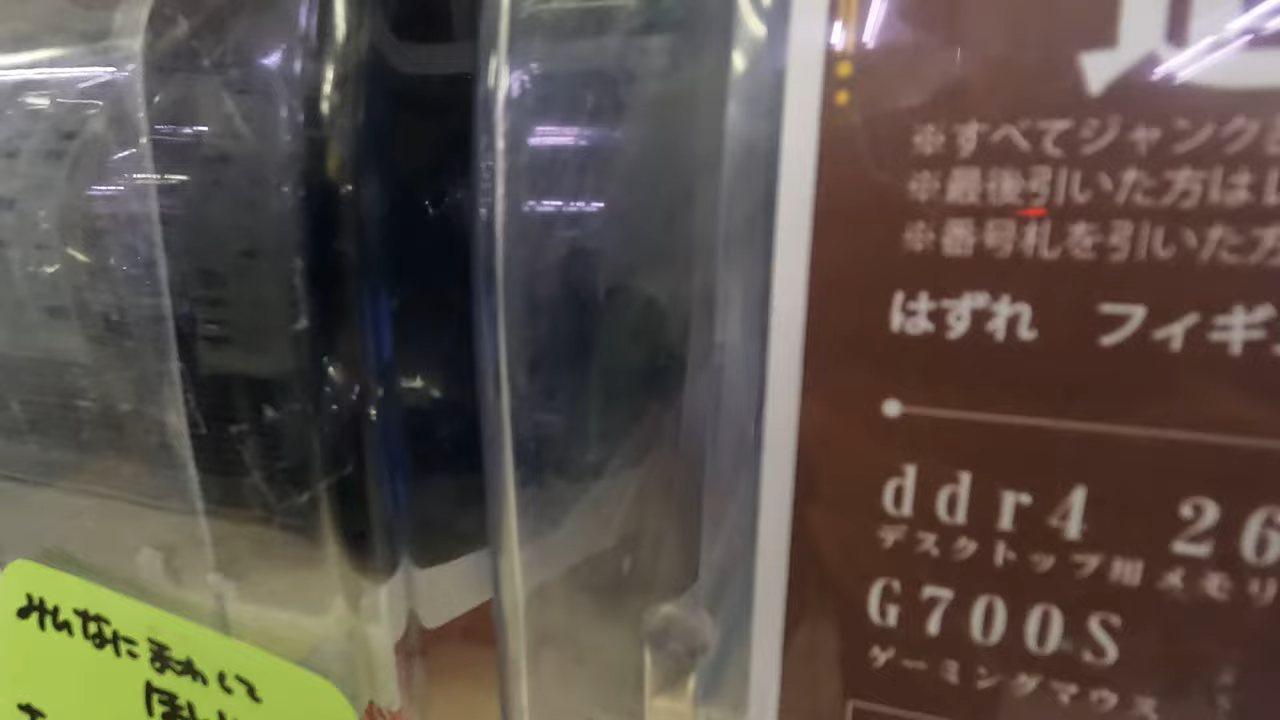 ※すべてジャンク
※最後引いた方は
※番号札を引いた方
はずれ フィギ
ddr4 26
デスクトップ用メモリ
G700S
ゲーミングマウス
みんなにまわして